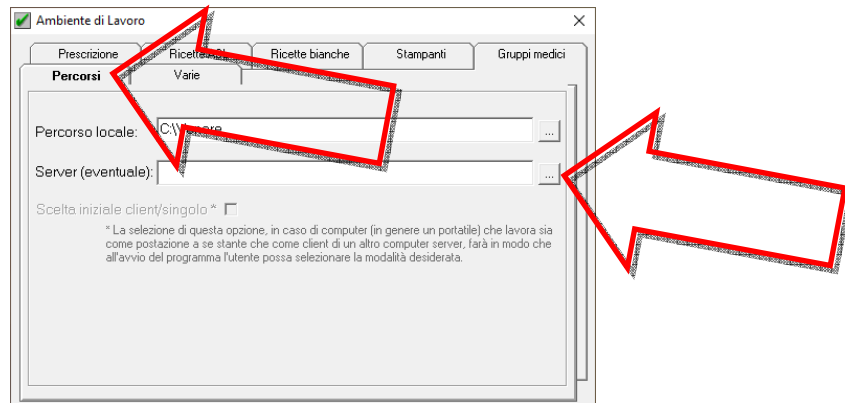 Ambiente di Lavoro
Prescrizione Ricette Ricette bianche Stampanti Gruppi medici
Percorsi Varie
Percorso locale: ...
Server (eventuale): ...
Scelta iniziale client/singolo *
* La selezione di questa opzione, in caso di computer (in genere un portatile) che lavora sia
come postazione a se stante che come client di un altro computer server, farà in modo che
all'avvio del programma l'utente possa selezionare la modalità desiderata.